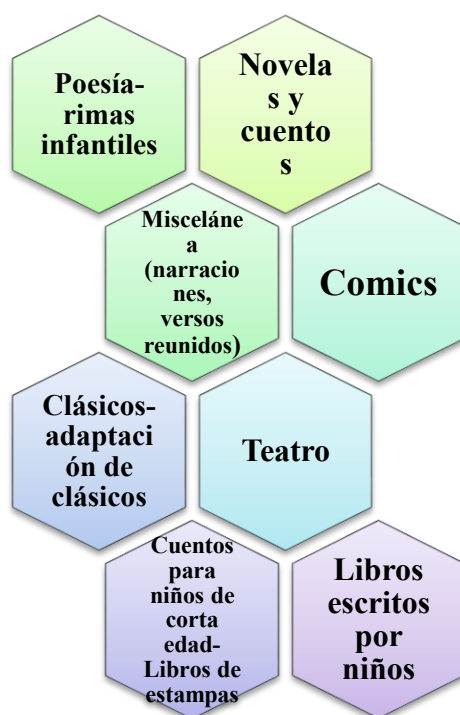 Poesía-
rimas
infantiles
Novela
s y
cuento
s
Misceláne
a
(narracio
nes,
versos
reunidos)
Comics
Clásicos-
adaptaci
ón de
clásicos
Teatro
Cuentos
para
niños de
corta
edad-
Libros de
estampas
Libros
escritos
por
niños